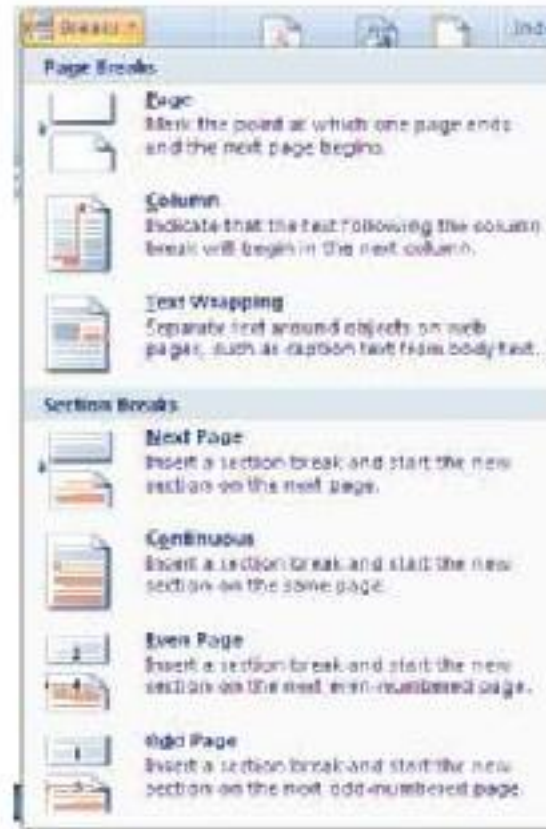 Breaks
Ind
Page Breaks
Page
Mark the point at which one page ends
and the next page begins.
Column
Indicate that the text following the column
break will begin in the next column.
Text Wrapping
Separate text around objects on web
pages, such as caption text from body text.
Section Breaks
Next Page
Insert a section break and start the new
section on the next page.
Continuous
Insert a section break and start the new
section on the same page.
Even Page
2
4
Insert a section break and start the new
section on the next even-numbered page.
Odd Page
1
3
Insert a section break and start the new
section on the next odd-numbered page.